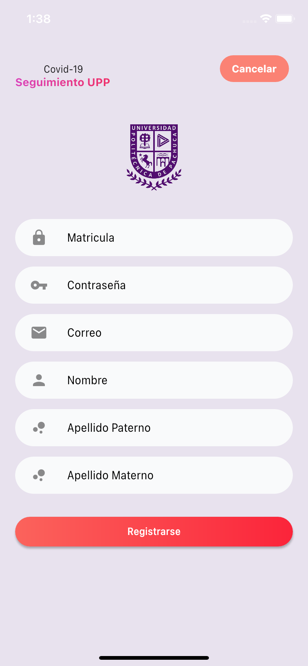 1:38
Covid-19
Seguimiento UPP
Cancelar
UNIVERSIDAD
POLITÉCNICA DE PACHUCA
Matricula
Contraseña
Correo
Nombre
Apellido Paterno
Apellido Materno
Registrarse